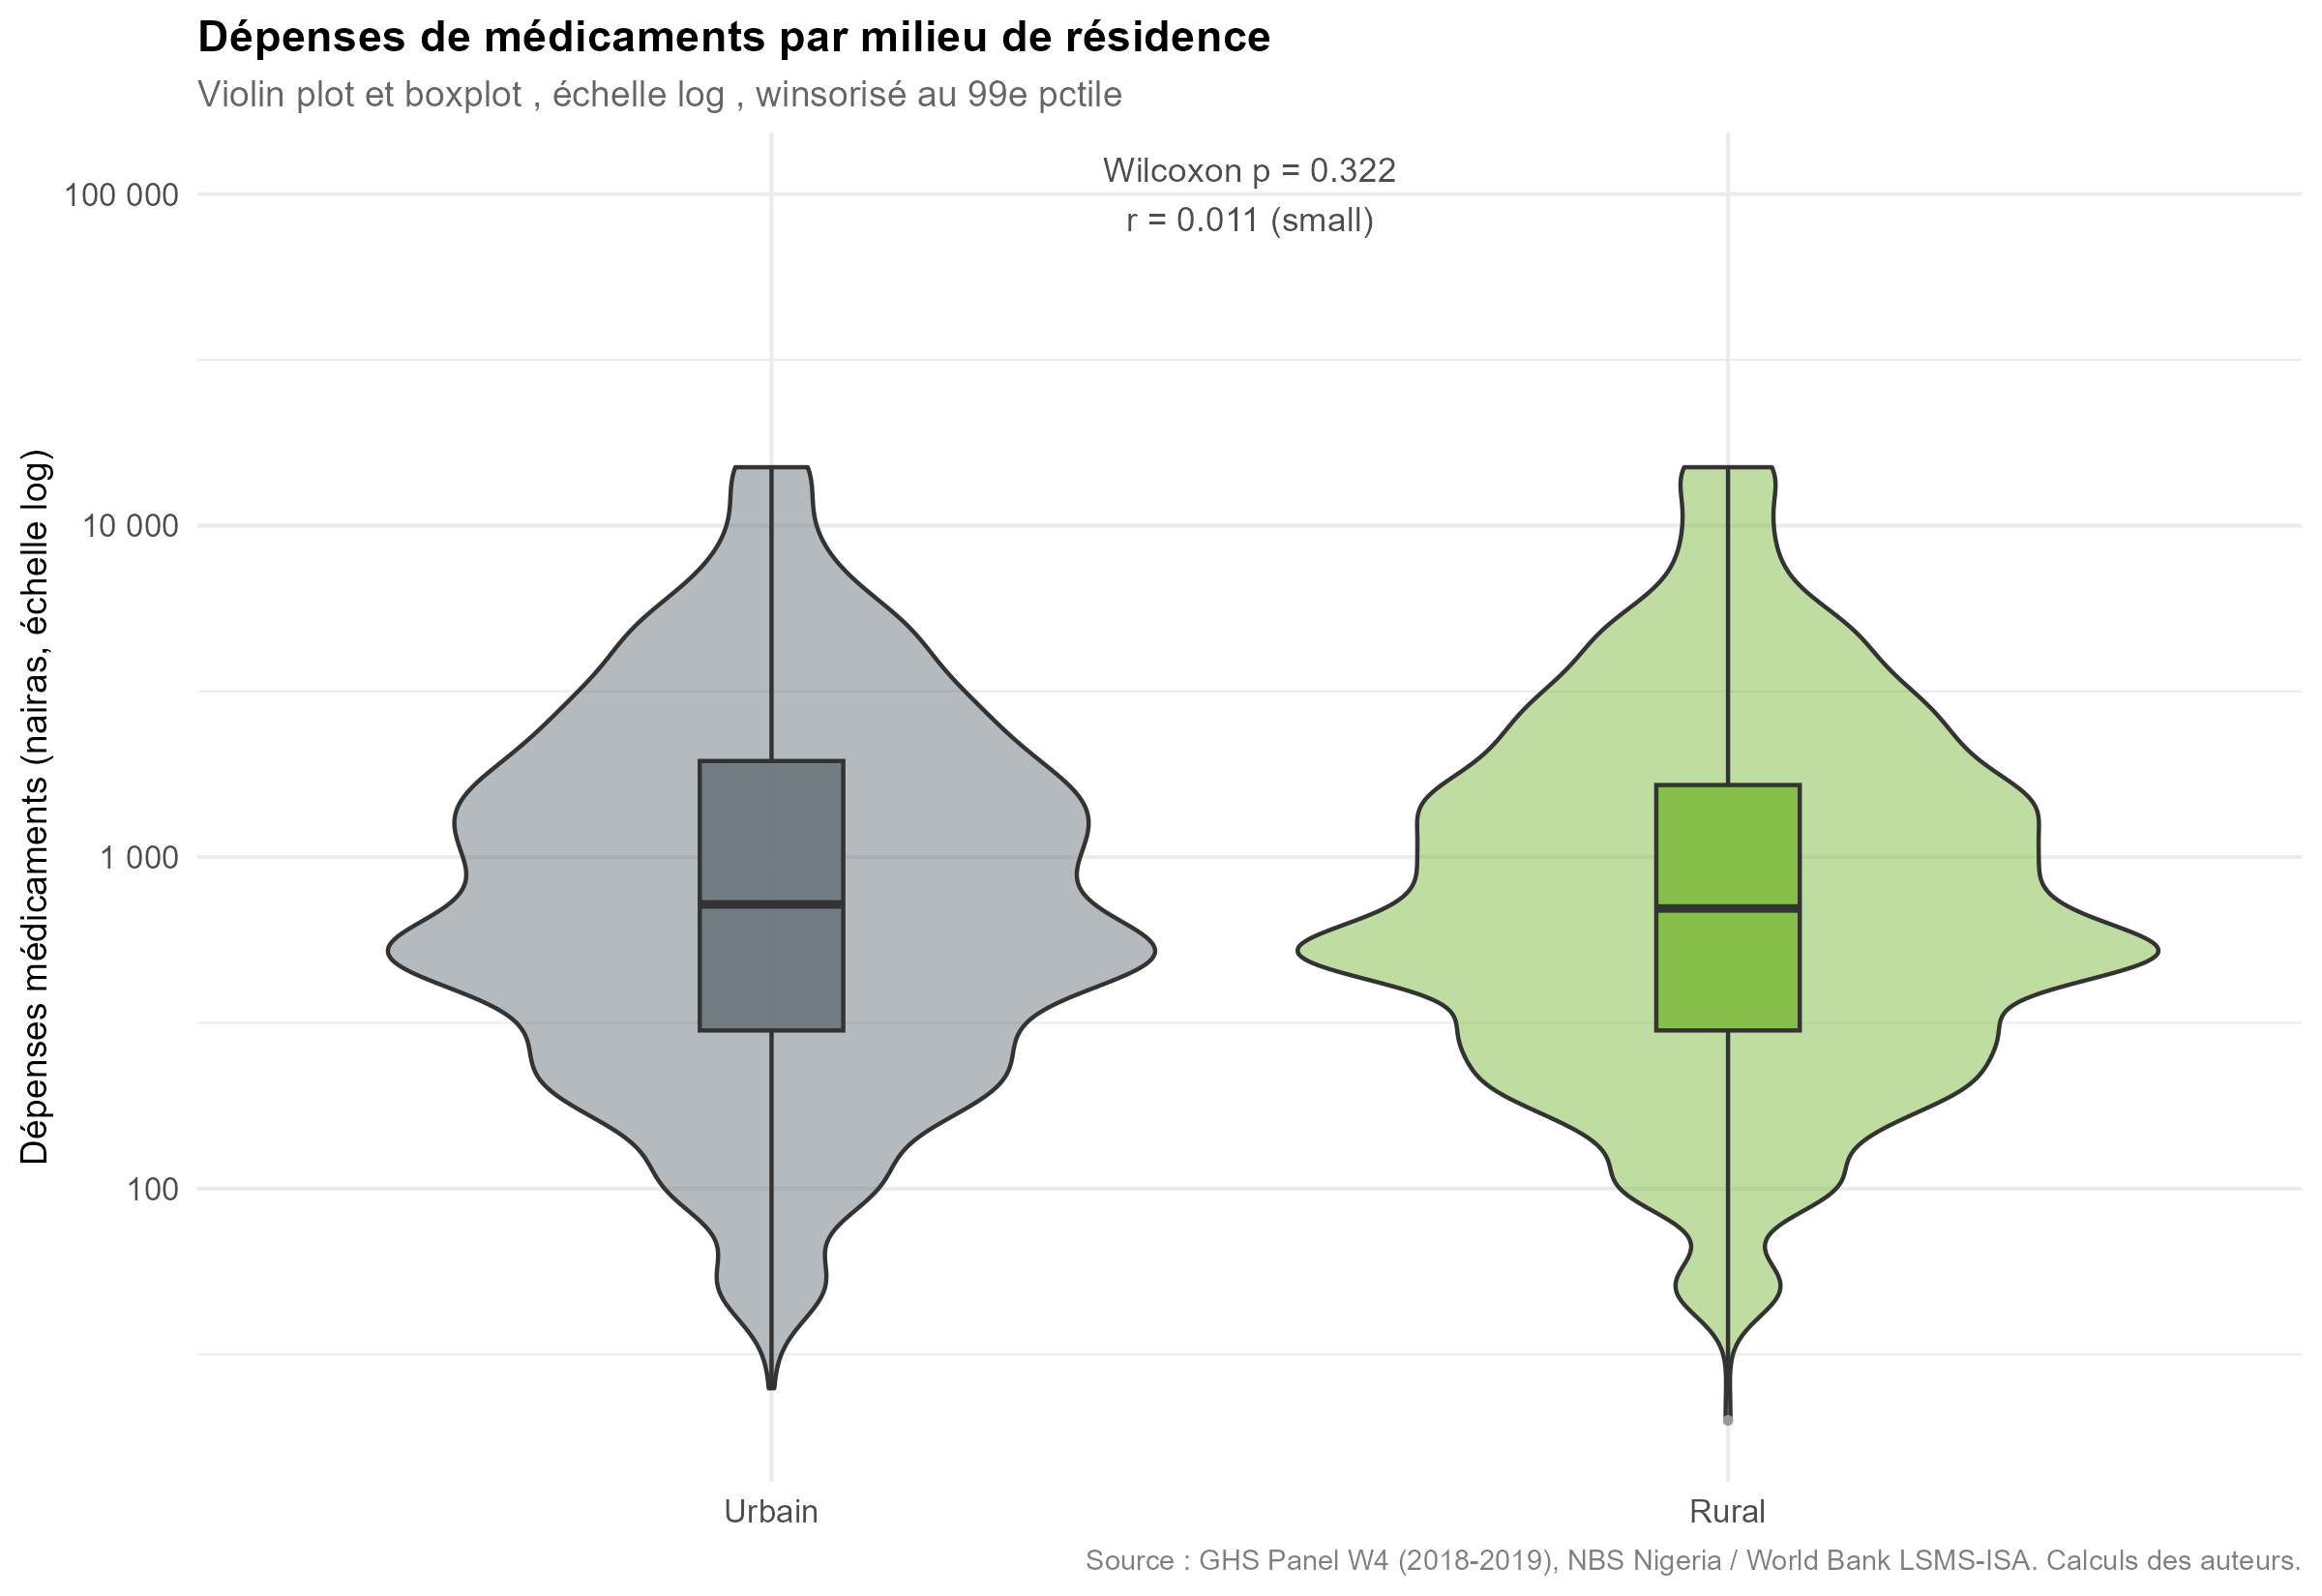 Dépenses de médicaments par milieu de résidence
Violin plot et boxplot , échelle log , winsorisé au 99e pctile
Wilcoxon p = 0.322
r = 0.011 (small)
Dépenses médicaments (nairas, échelle log)
100 000
10 000
1 000
100
Urbain
Rural
Source : GHS Panel W4 (2018-2019), NBS Nigeria / World Bank LSMS-ISA. Calculs des auteurs.